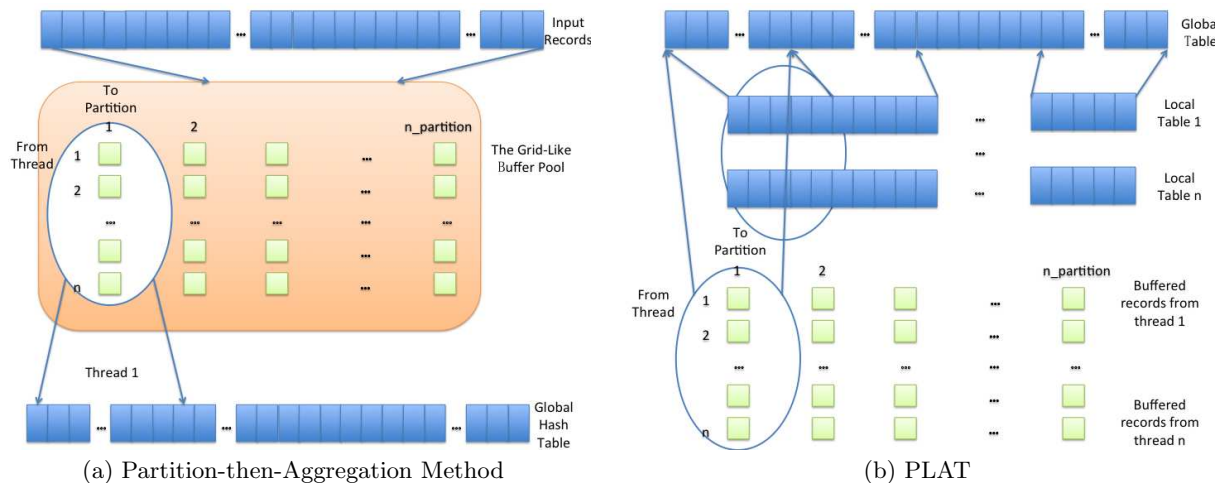 ... ... Input
Records
To
Partition
1 2 n_partition
From
Thread
1 ...
2 ...
... ... ... ... ...
...
n ...
The Grid-Like
Buffer Pool
Thread 1
... ... ... Global
Hash
Table
(a) Partition-then-Aggregation Method
... ... ... Global
Table
... Local
Table 1
...
... Local
Table n
To
Partition
1 2 n_partition
From
Thread
1 ...
2 ...
... ... ... ... ...
...
n ...
Buffered
records from
thread 1
Buffered
records from
thread n
(b) PLAT